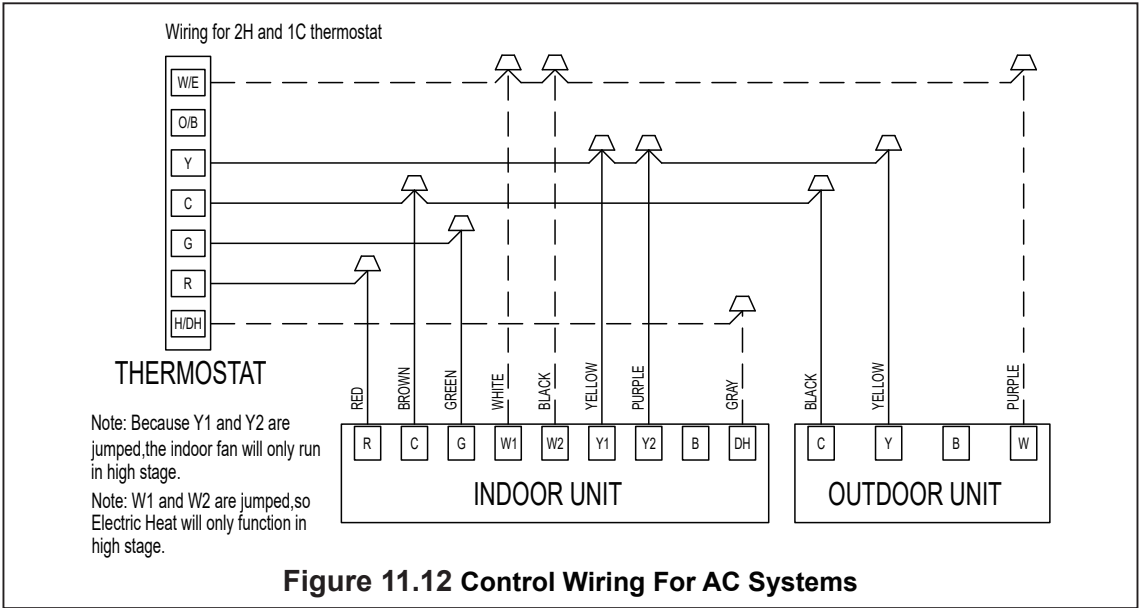 Wiring for 2H and 1C thermostat
W/E
O/B
Y
C
G
R
H/DH
THERMOSTAT
Note: Because Y1 and Y2 are
jumped,the indoor fan will only run
in high stage.
Note: W1 and W2 are jumped,so
Electric Heat will only function in
high stage.
RED
BROWN
GREEN
WHITE
BLACK
YELLOW
PURPLE
GRAY
BLACK
YELLOW
PURPLE
R C G W1 W2 Y1 Y2 B DH
INDOOR UNIT
C Y B W
OUTDOOR UNIT
Figure 11.12 Control Wiring For AC Systems